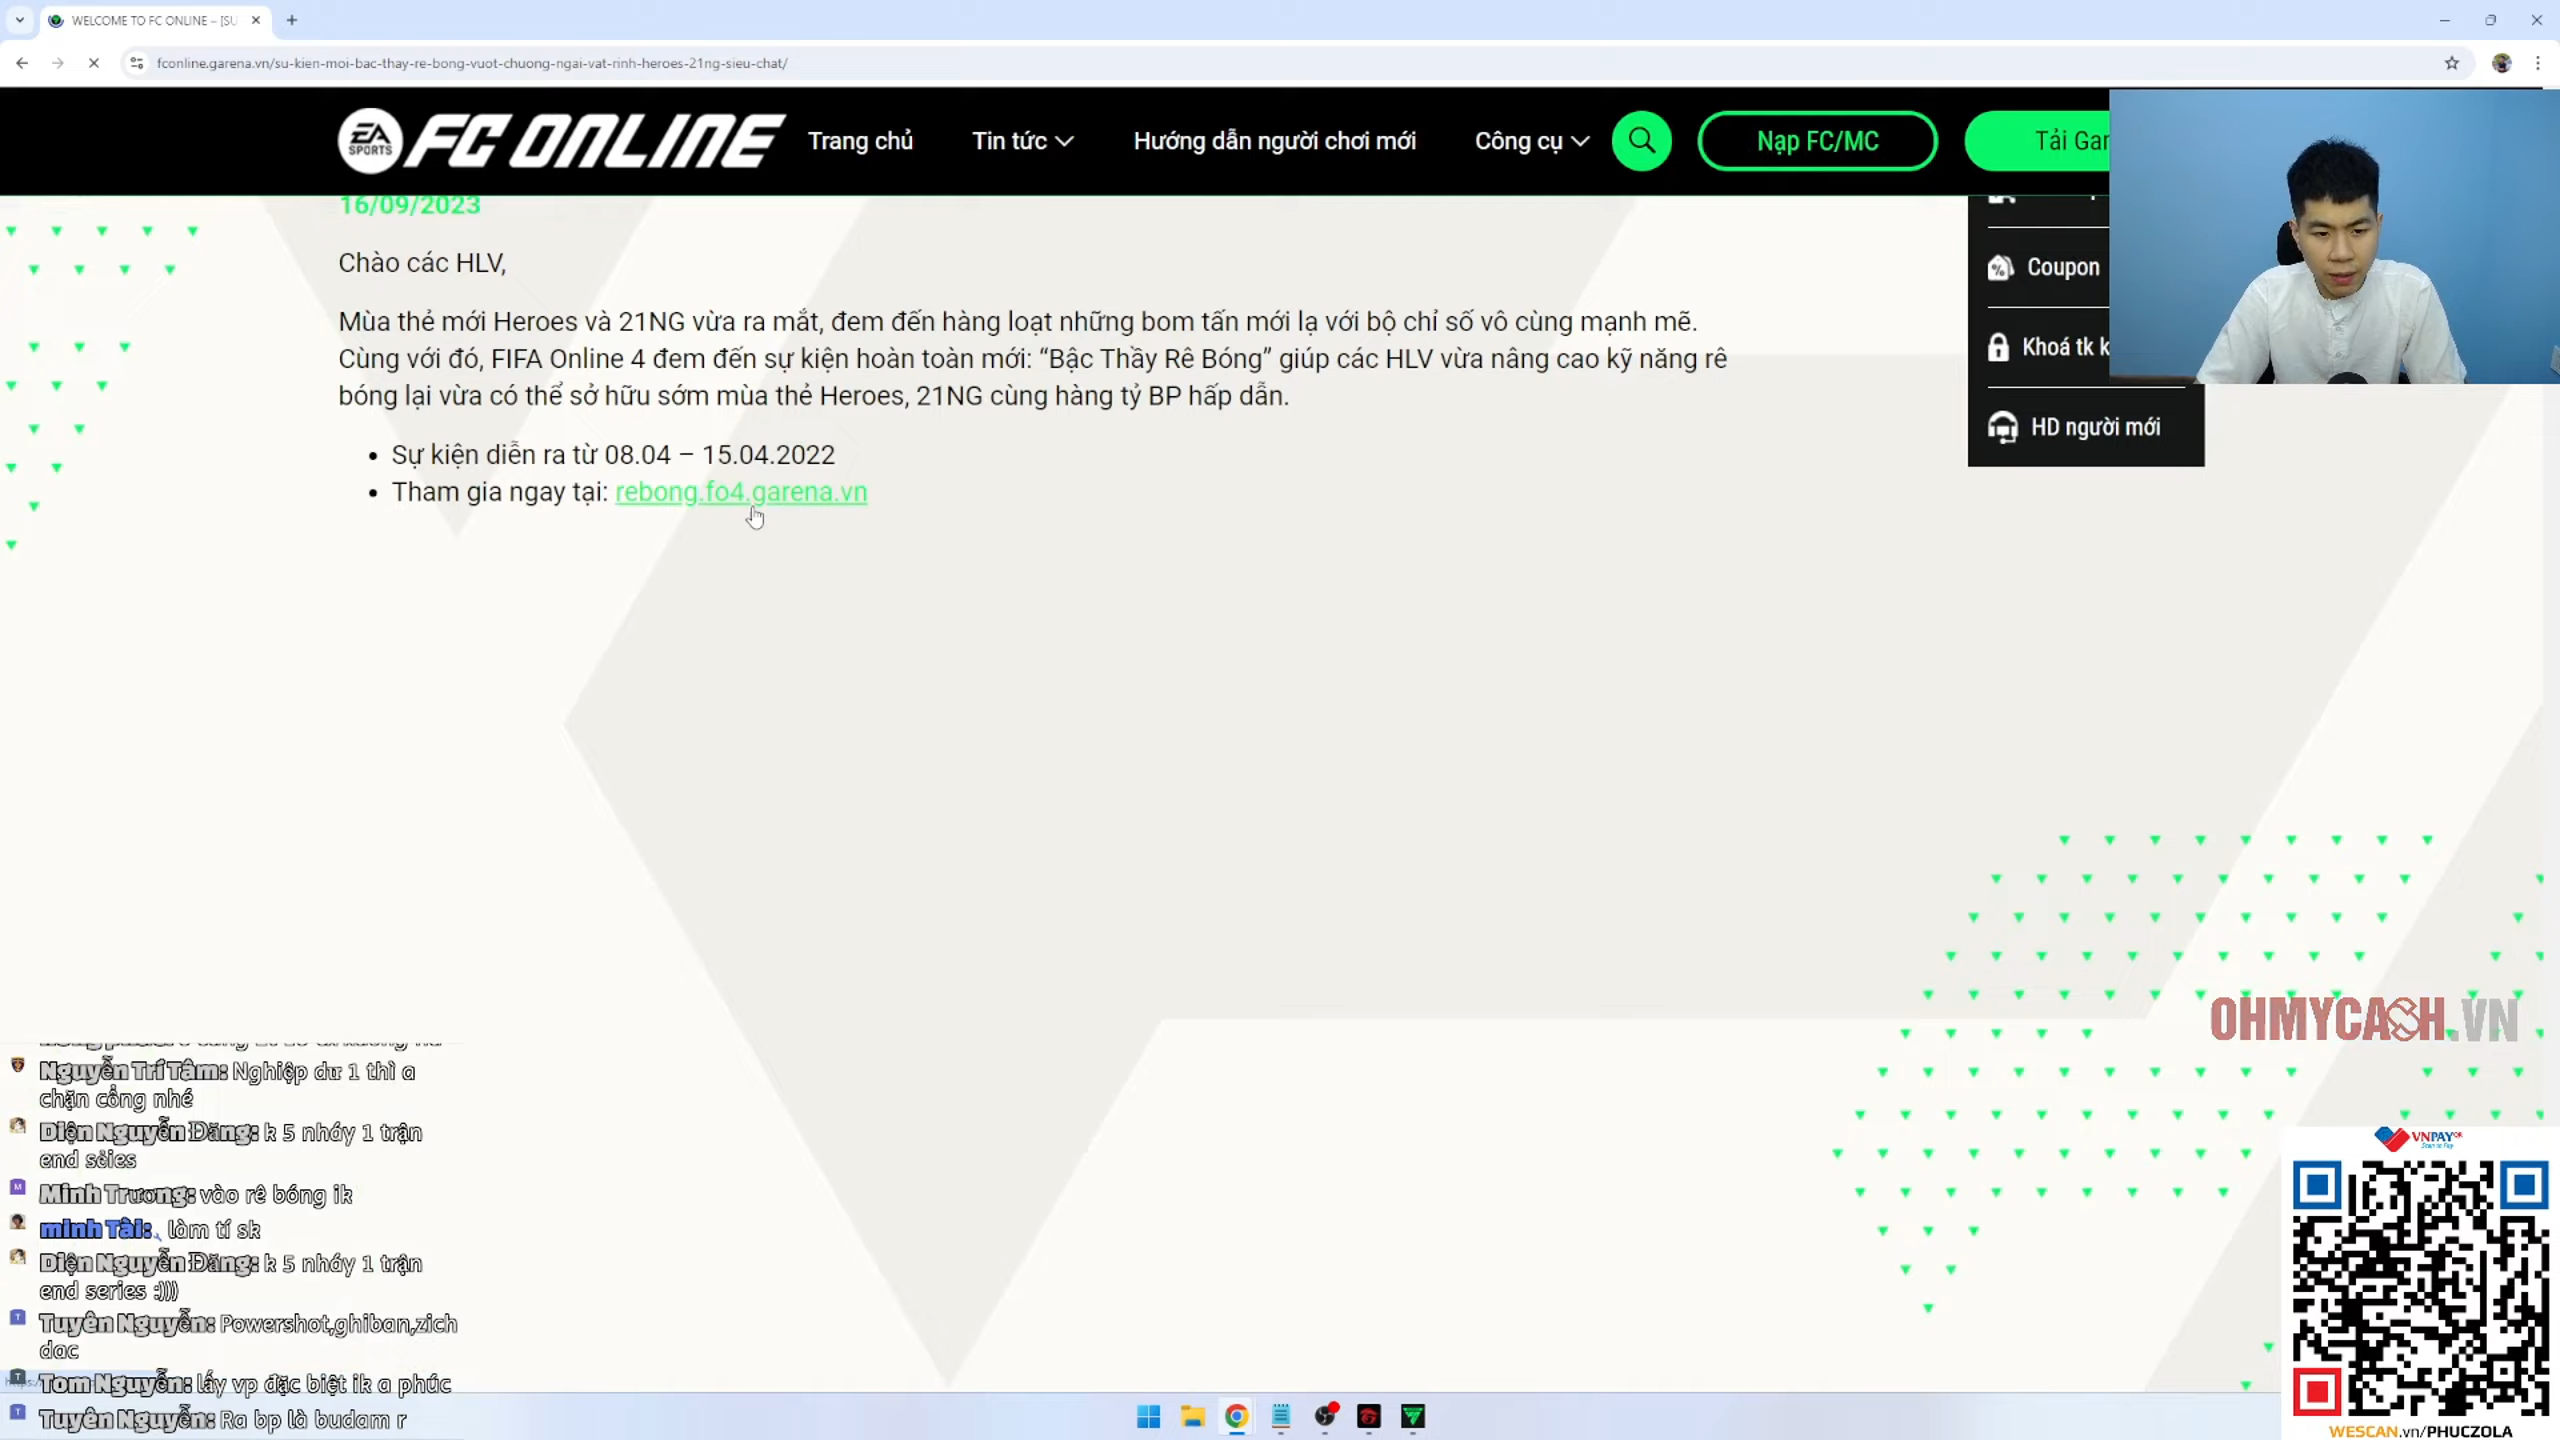 WELCOME TO FC ONLINE – [SU
fconline.garena.vn/su-kien-moi-bac-thay-re-bong-vuot-chuong-ngai-vat-rinh-heroes-21ng-sieu-chat/
EA SPORTS FC ONLINE
Trang chủ
Tin tức
Hướng dẫn người chơi mới
Công cụ
Nạp FC/MC
Tải Gam
16/09/2023
Chào các HLV,
Mùa thẻ mới Heroes và 21NG vừa ra mắt, đem đến hàng loạt những bom tấn mới lạ với bộ chỉ số vô cùng mạnh mẽ.
Cùng với đó, FIFA Online 4 đem đến sự kiện hoàn toàn mới: “Bậc Thầy Rê Bóng” giúp các HLV vừa nâng cao kỹ năng rê
bóng lại vừa có thể sở hữu sớm mùa thẻ Heroes, 21NG cùng hàng tỷ BP hấp dẫn.
• Sự kiện diễn ra từ 08.04 – 15.04.2022
• Tham gia ngay tại: rebong.fo4.garena.vn
Coupon
Khoá tk k
HD người mới
OHMYCASH.VN
Nguyễn Trí Tâm: Nghiệp dư 1 thì a
chặn cổng nhé
Diện Nguyễn Đăng: k 5 nháy 1 trận
end sẻies
Minh Trương: vào rê bóng ik
minh Tài: làm tí sk
Diện Nguyễn Đăng: k 5 nháy 1 trận
end series :)))
Tuyên Nguyễn: Powershot,ghiban,zich
dac
Tom Nguyễn: lấy vp đặc biệt ik a phúc
Tuyên Nguyễn: Ra bp là budam r
VNPAY QR
Scan to Pay
WESCAN.vn/PHUCZOLA